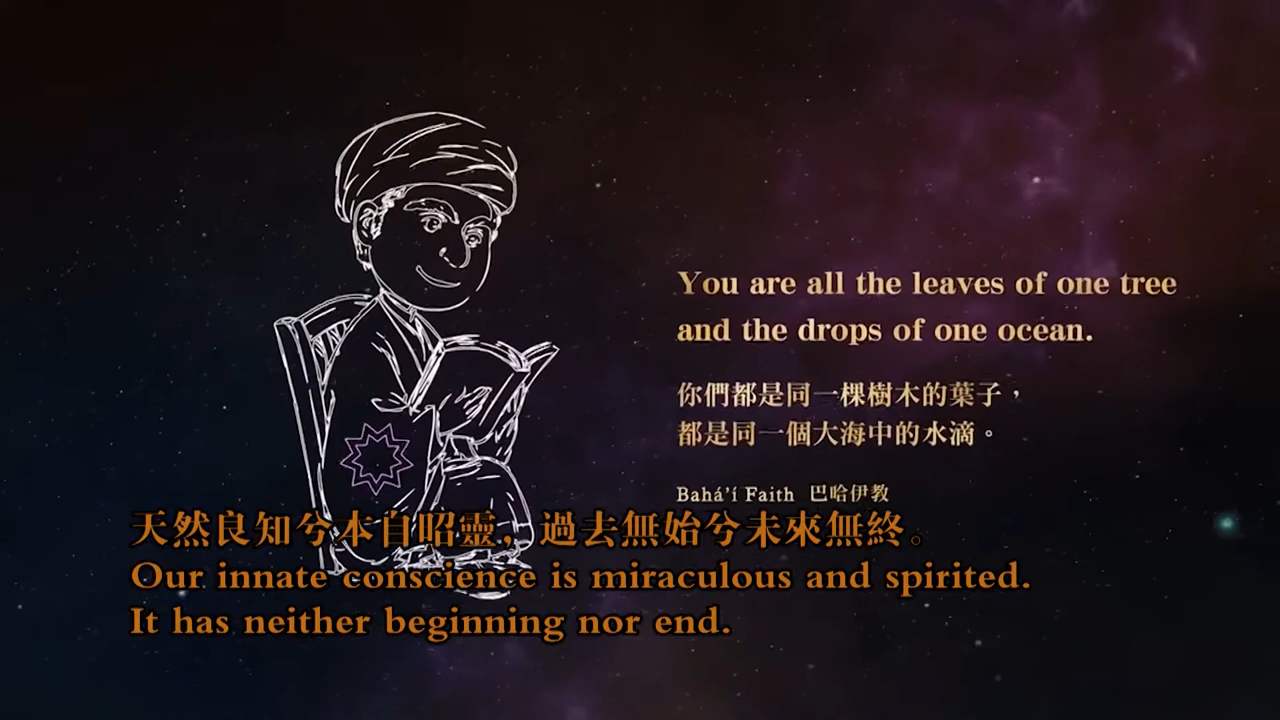 You are all the leaves of one tree
and the drops of one ocean.
你們都是同一棵樹木的葉子，
都是同一個大海中的水滴。
Bahá’í Faith 巴哈伊教
天然良知兮本自昭靈，過去無始兮未來無終。
Our innate conscience is miraculous and spirited.
It has neither beginning nor end.